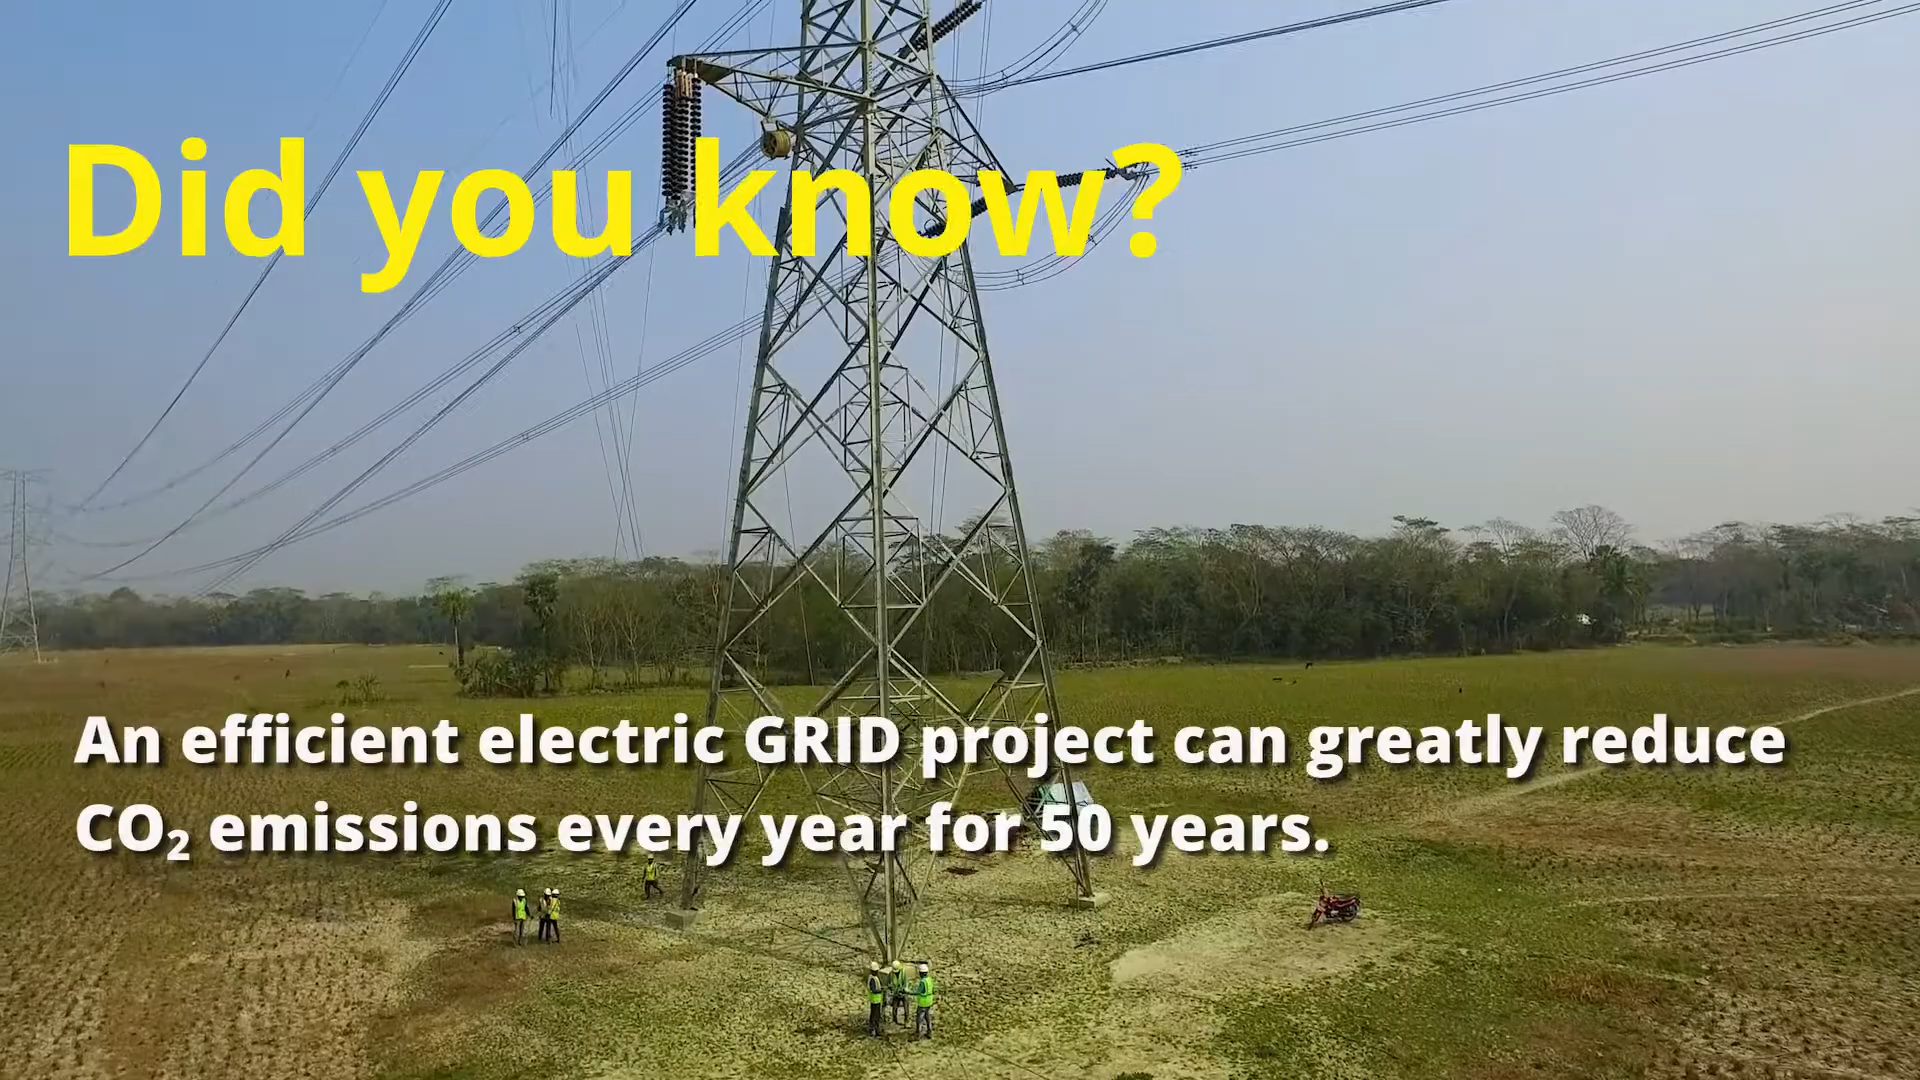 Did you know?
An efficient electric GRID project can greatly reduce
CO₂ emissions every year for 50 years.